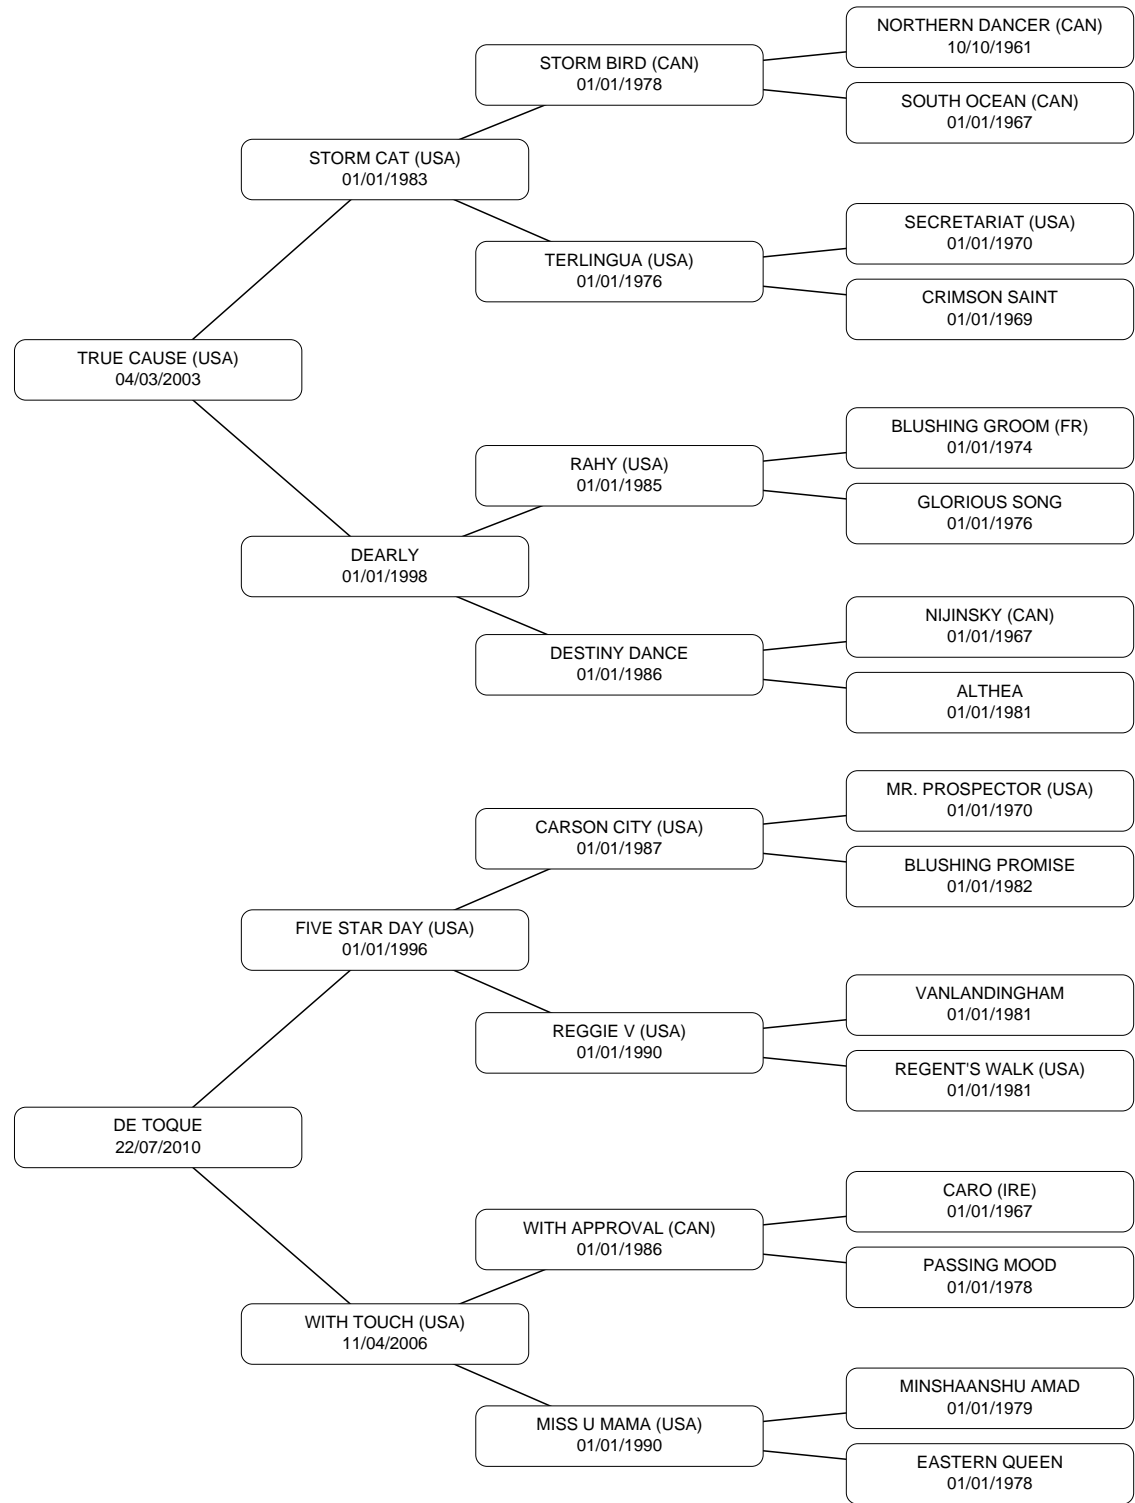 NORTHERN DANCER (CAN)
10/10/1961
STORM BIRD (CAN)
01/01/1978
SOUTH OCEAN (CAN)
01/01/1967
STORM CAT (USA)
01/01/1983
SECRETARIAT (USA)
01/01/1970
TERLINGUA (USA)
01/01/1976
CRIMSON SAINT
01/01/1969
TRUE CAUSE (USA)
04/03/2003
BLUSHING GROOM (FR)
01/01/1974
RAHY (USA)
01/01/1985
GLORIOUS SONG
01/01/1976
DEARLY
01/01/1998
NIJINSKY (CAN)
01/01/1967
DESTINY DANCE
01/01/1986
ALTHEA
01/01/1981
MR. PROSPECTOR (USA)
01/01/1970
CARSON CITY (USA)
01/01/1987
BLUSHING PROMISE
01/01/1982
FIVE STAR DAY (USA)
01/01/1996
VANLANDINGHAM
01/01/1981
REGGIE V (USA)
01/01/1990
REGENT'S WALK (USA)
01/01/1981
DE TOQUE
22/07/2010
CARO (IRE)
01/01/1967
WITH APPROVAL (CAN)
01/01/1986
PASSING MOOD
01/01/1978
WITH TOUCH (USA)
11/04/2006
MINSHAANSHU AMAD
01/01/1979
MISS U MAMA (USA)
01/01/1990
EASTERN QUEEN
01/01/1978